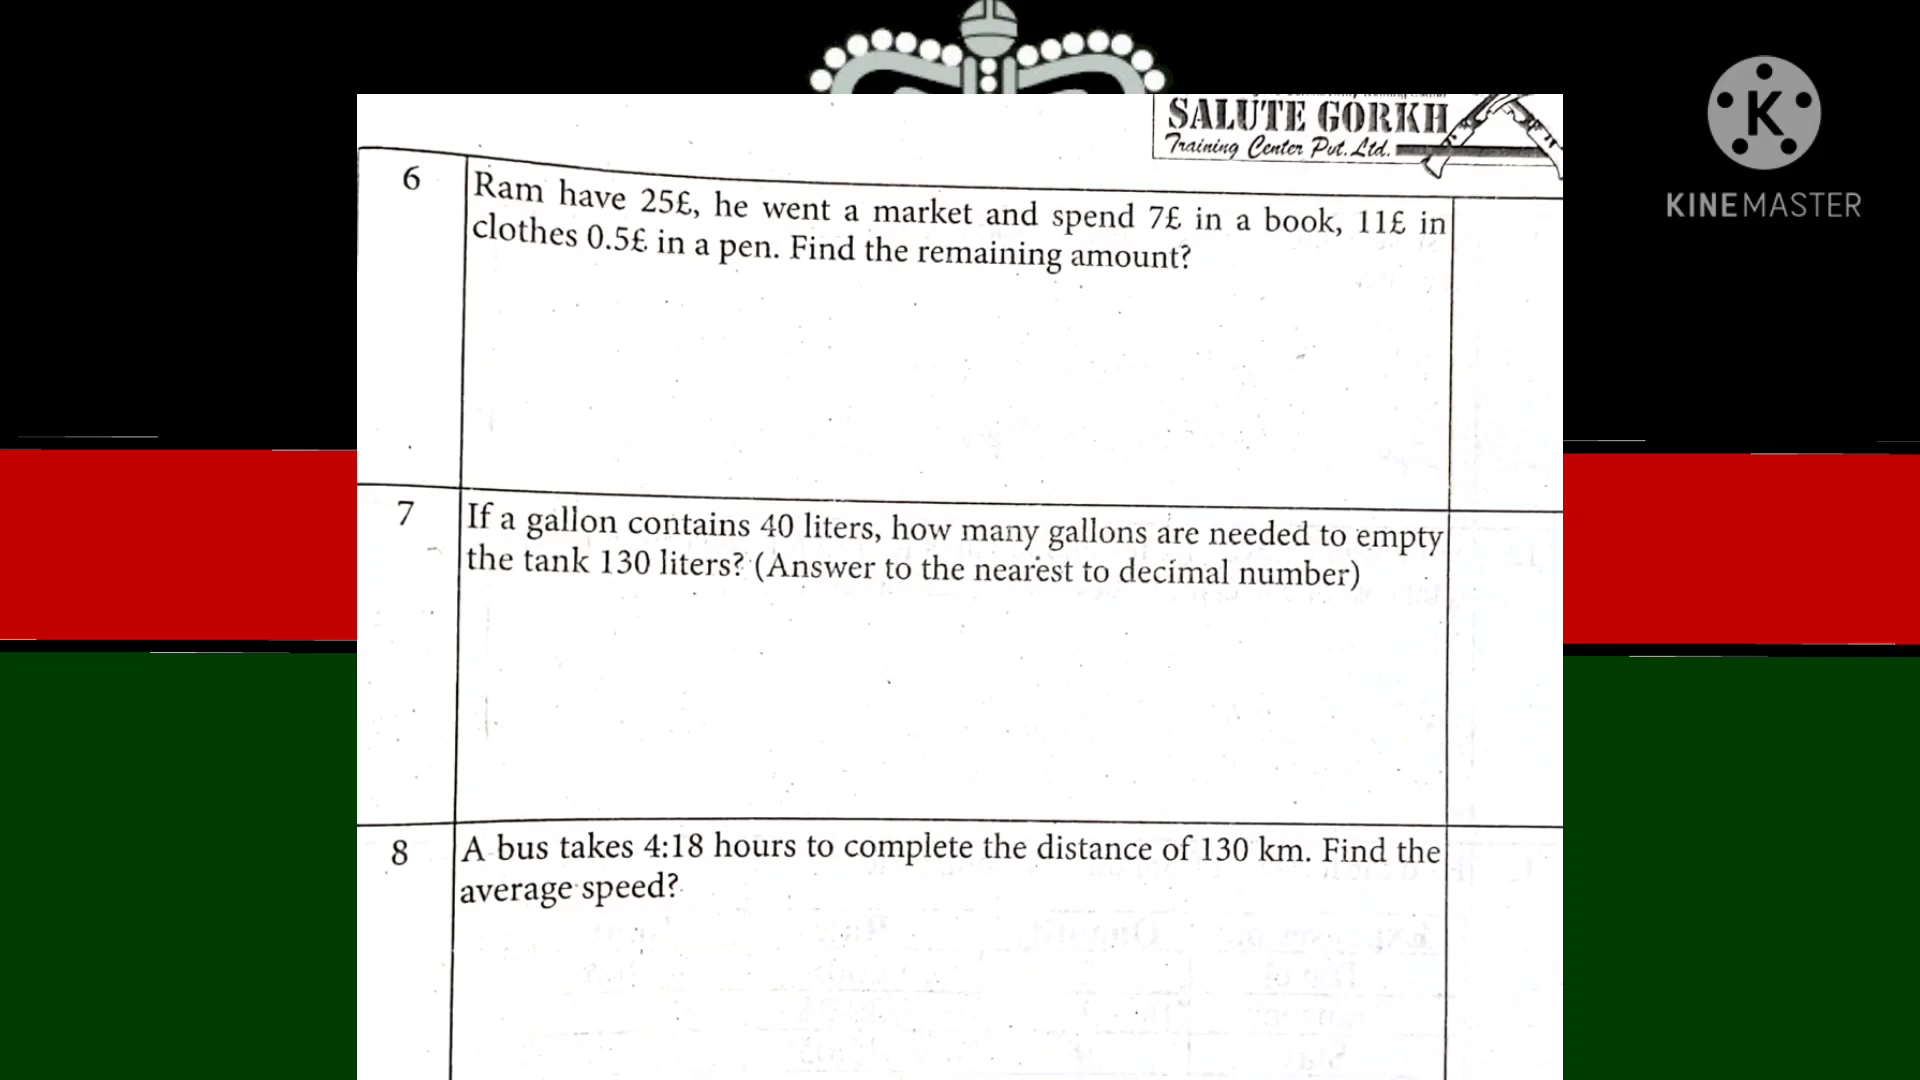 SALUTE GORKH
Training Center Pvt. Ltd.
K
KINEMASTER
6
Ram have 25£, he went a market and spend 7£ in a book, 11£ in
clothes 0.5£ in a pen. Find the remaining amount?
7
If a gallon contains 40 liters, how many gallons are needed to empty
the tank 130 liters? (Answer to the nearest to decimal number)
8
A bus takes 4:18 hours to complete the distance of 130 km. Find the
average speed?